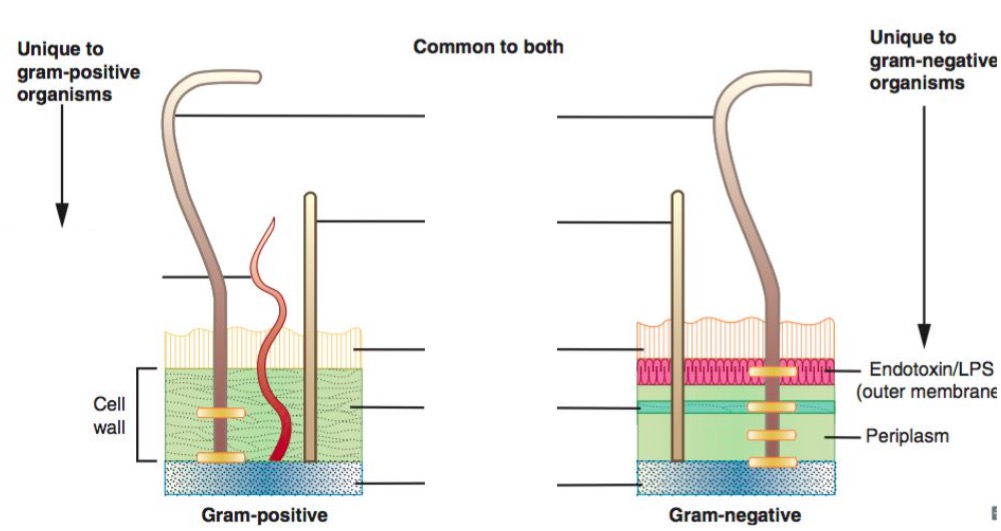 Unique to
gram-positive
organisms
Common to both
Unique to
gram-negative
organisms
Cell
wall
Endotoxin/LPS
(outer membrane
Periplasm
Gram-positive
Gram-negative